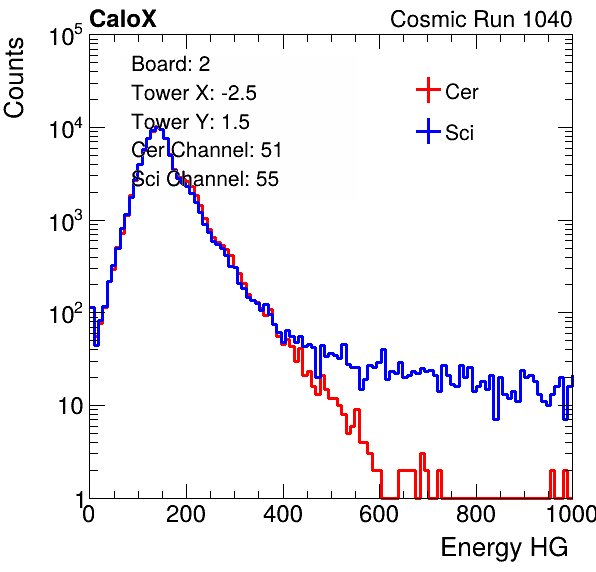 CaloX Cosmic Run 1040
Counts
Board: 2
Tower X: -2.5
Tower Y: 1.5
Cer Channel: 51
Sci Channel: 55
Cer
Sci
10^5
10^4
10^3
10^2
10
1
0 200 400 600 800 1000
Energy HG